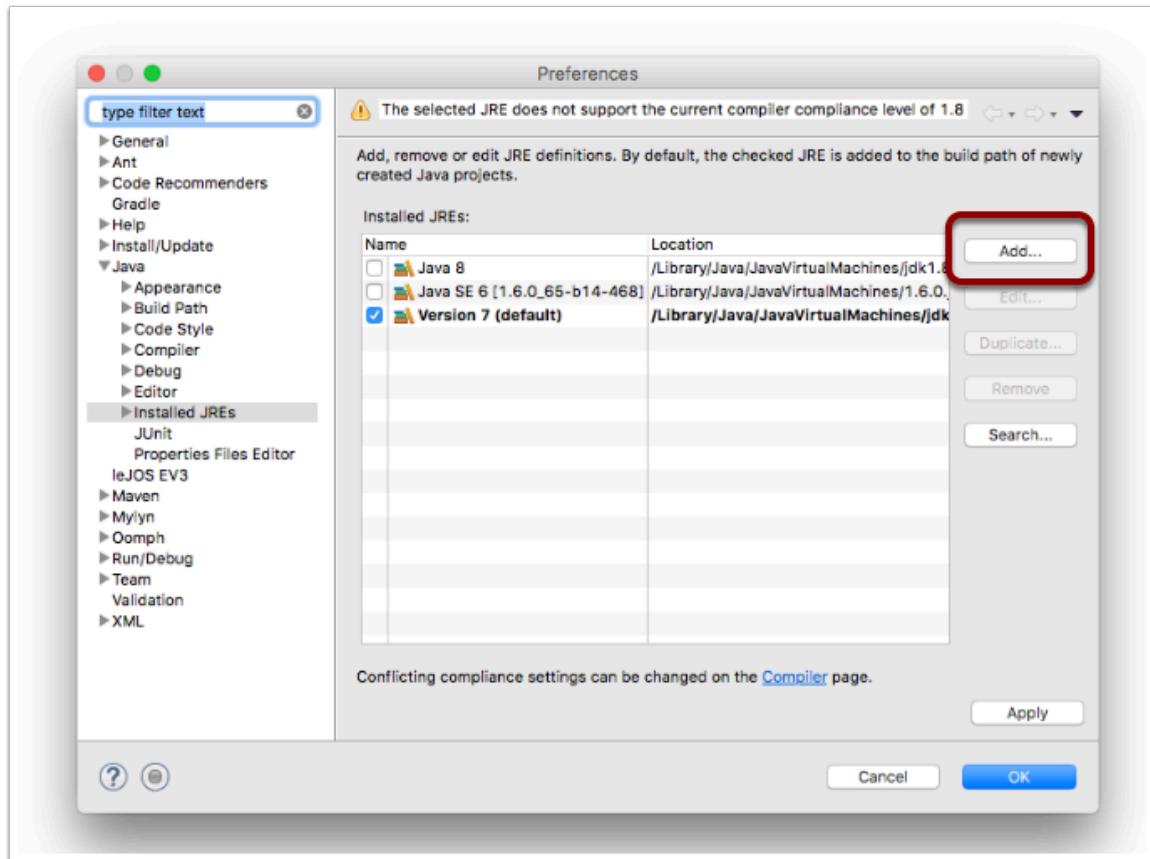 Preferences
type filter text
The selected JRE does not support the current compiler compliance level of 1.8
General
Ant
Code Recommenders
Gradle
Help
Install/Update
Java
Appearance
Build Path
Code Style
Compiler
Debug
Editor
Installed JREs
JUnit
Properties Files Editor
leJOS EV3
Maven
Mylyn
Oomph
Run/Debug
Team
Validation
XML
Add, remove or edit JRE definitions. By default, the checked JRE is added to the build path of newly
created Java projects.
Installed JREs:
Name Location
Java 8 /Library/Java/JavaVirtualMachines/jdk1.8
Java SE 6 [1.6.0_65-b14-468] /Library/Java/JavaVirtualMachines/1.6.0.
Version 7 (default) /Library/Java/JavaVirtualMachines/jdk
Add...
Edit...
Duplicate...
Remove
Search...
Conflicting compliance settings can be changed on the Compiler page.
Apply
?
Cancel
OK